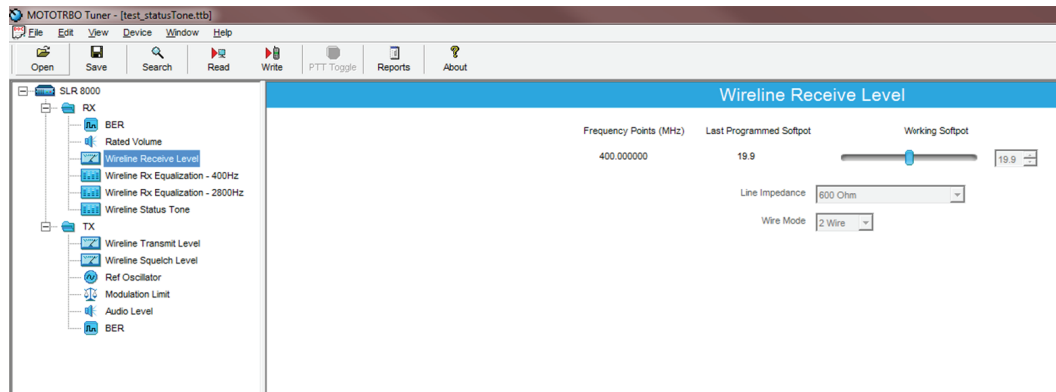 MOTOTRBO Tuner - [test_statusTone.ttb]
File Edit View Device Window Help
Open Save Search Read Write PTT Toggle Reports About
SLR 8000
RX
BER
Rated Volume
Wireline Receive Level
Wireline Rx Equalization - 400Hz
Wireline Rx Equalization - 2800Hz
Wireline Status Tone
TX
Wireline Transmit Level
Wireline Squelch Level
Ref Oscillator
Modulation Limit
Audio Level
BER
Wireline Receive Level
Frequency Points (MHz) Last Programmed Softpot Working Softpot
400.000000 19.9 19.9
Line Impedance 600 Ohm
Wire Mode 2 Wire